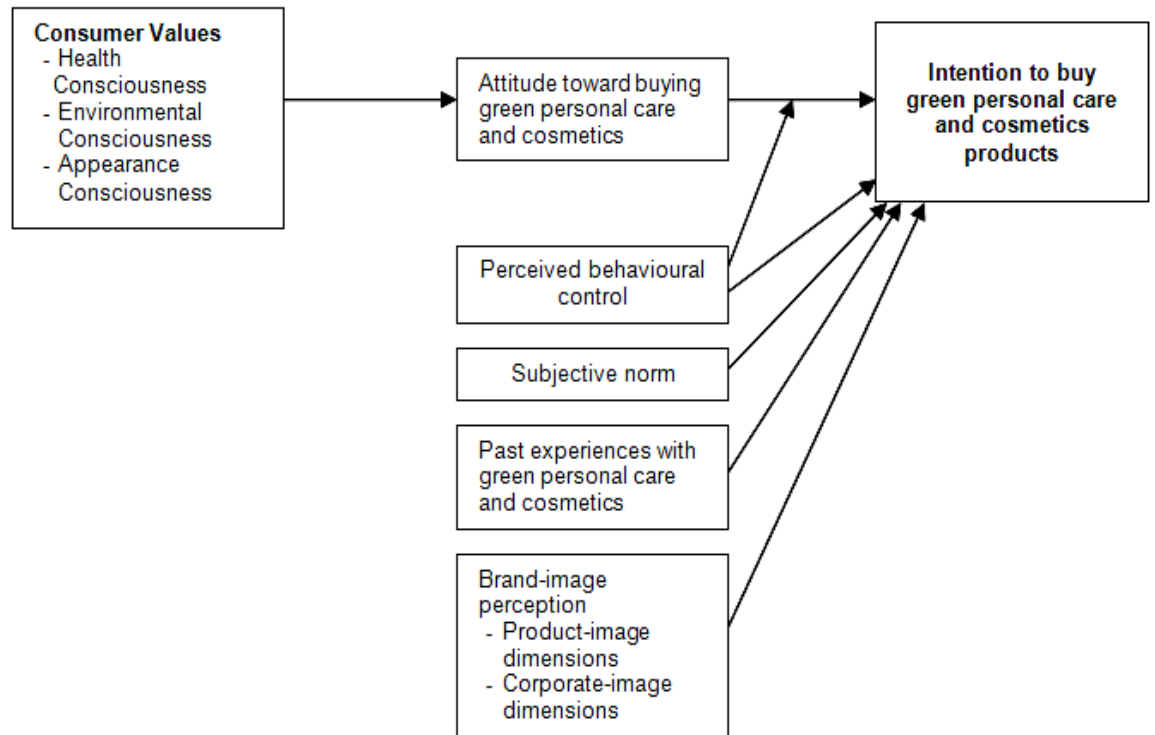 Consumer Values
- Health
Consciousness
- Environmental
Consciousness
- Appearance
Consciousness
Attitude toward buying
green personal care
and cosmetics
Intention to buy
green personal care
and cosmetics
products
Perceived behavioural
control
Subjective norm
Past experiences with
green personal care
and cosmetics
Brand-image
perception
- Product-image
dimensions
- Corporate-image
dimensions